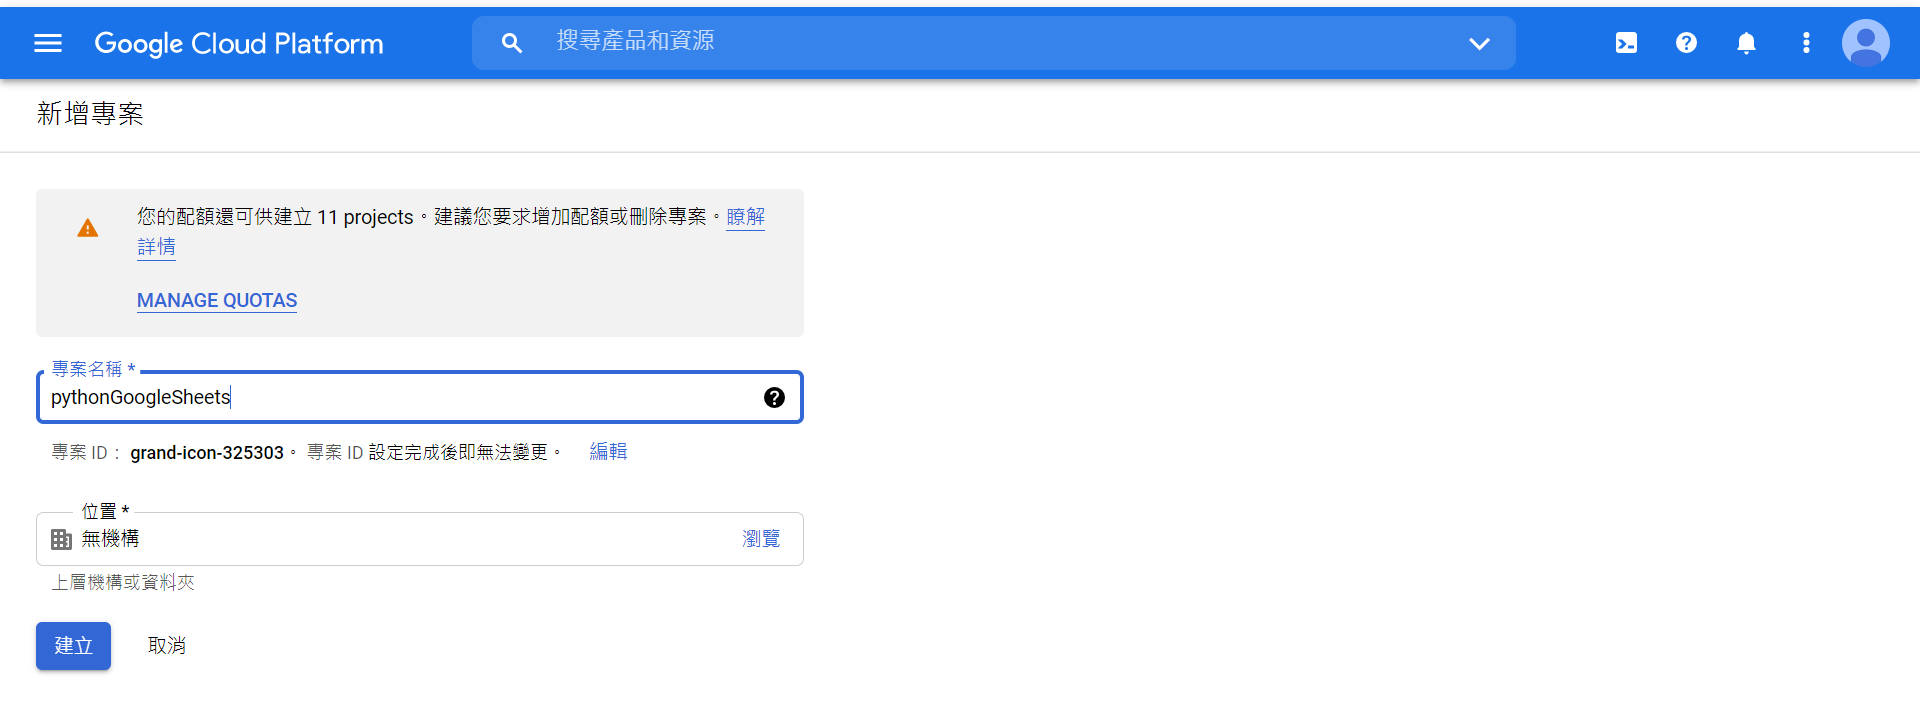 Google Cloud Platform
搜尋產品和資源
新增專案
您的配額還可供建立 11 projects。建議您要求增加配額或刪除專案。瞭解
詳情
MANAGE QUOTAS
專案名稱 *
pythonGoogleSheets
專案 ID： grand-icon-325303。 專案 ID 設定完成後即無法變更。 編輯
位置 *
無機構 瀏覽
上層機構或資料夾
建立 取消